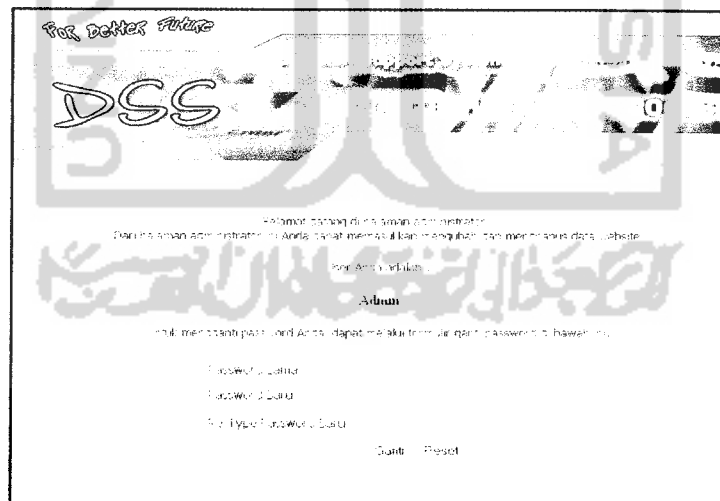 For Better Future
DSS
Selamat datang di halaman administrator
Dari halaman administrator ini Anda dapat memasukkan mengubah dan menghapus data website
User Anda adalah :
Admin
Untuk mengganti password Anda dapat melalui formulir ganti password di bawah ini
Password Lama
Password Baru
Re-Type Password Baru
Ganti Reset